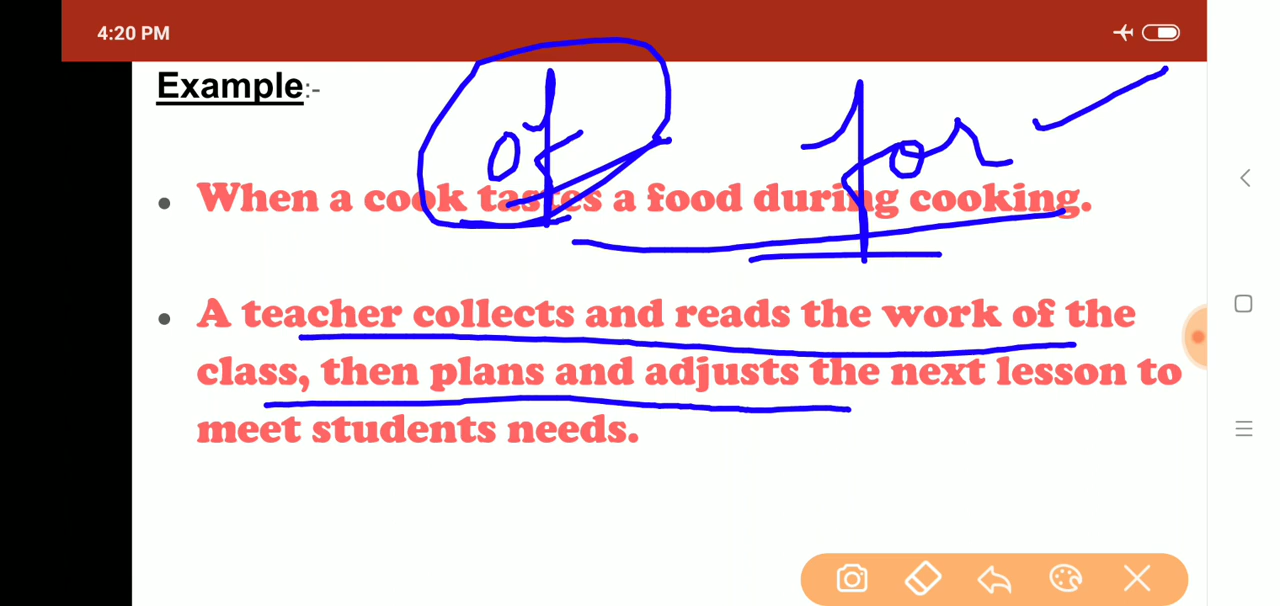 4:20 PM
Example:-
of for
When a cook tastes a food during cooking.
A teacher collects and reads the work of the
class, then plans and adjusts the next lesson to
meet students needs.